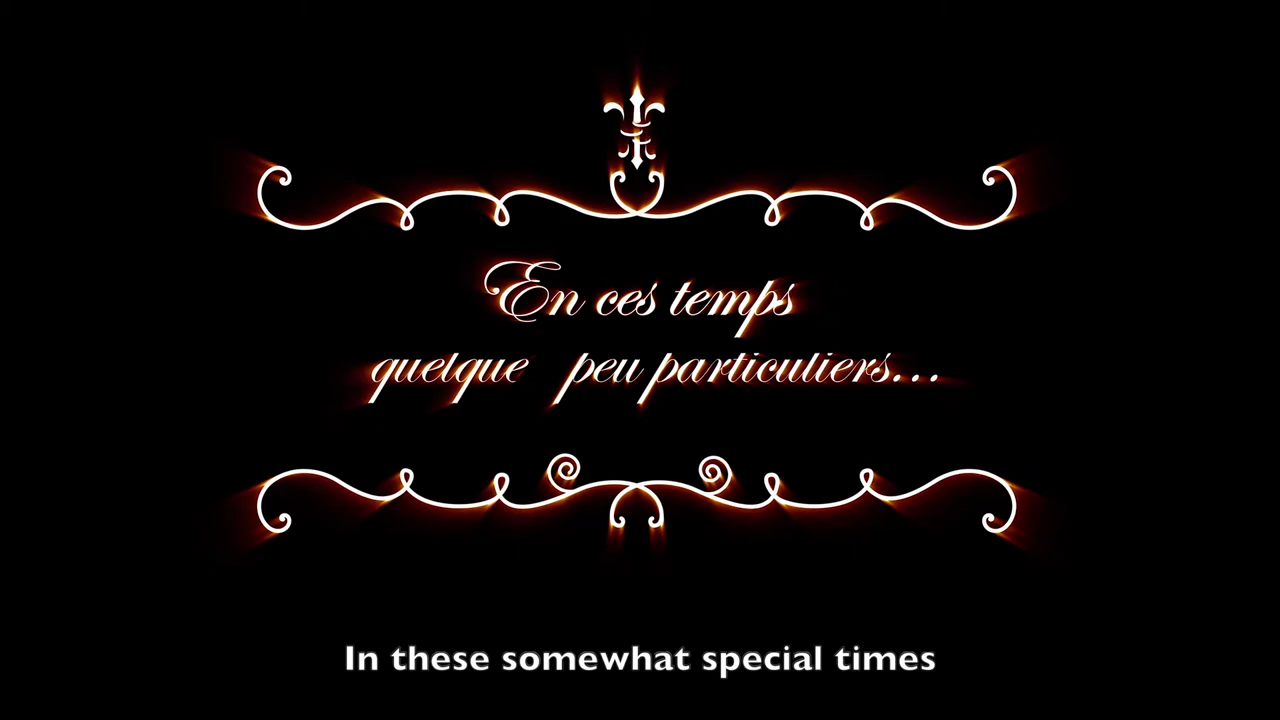 En ces temps
quelque peu particuliers...
In these somewhat special times